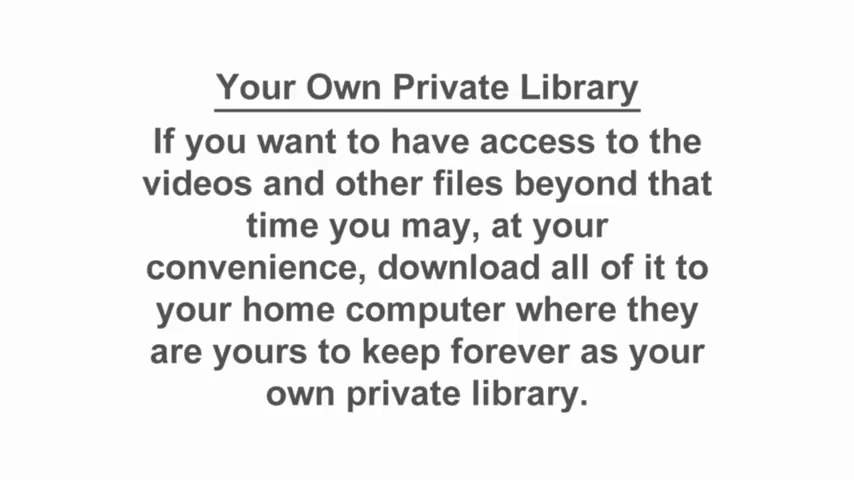 Your Own Private Library
If you want to have access to the
videos and other files beyond that
time you may, at your
convenience, download all of it to
your home computer where they
are yours to keep forever as your
own private library.